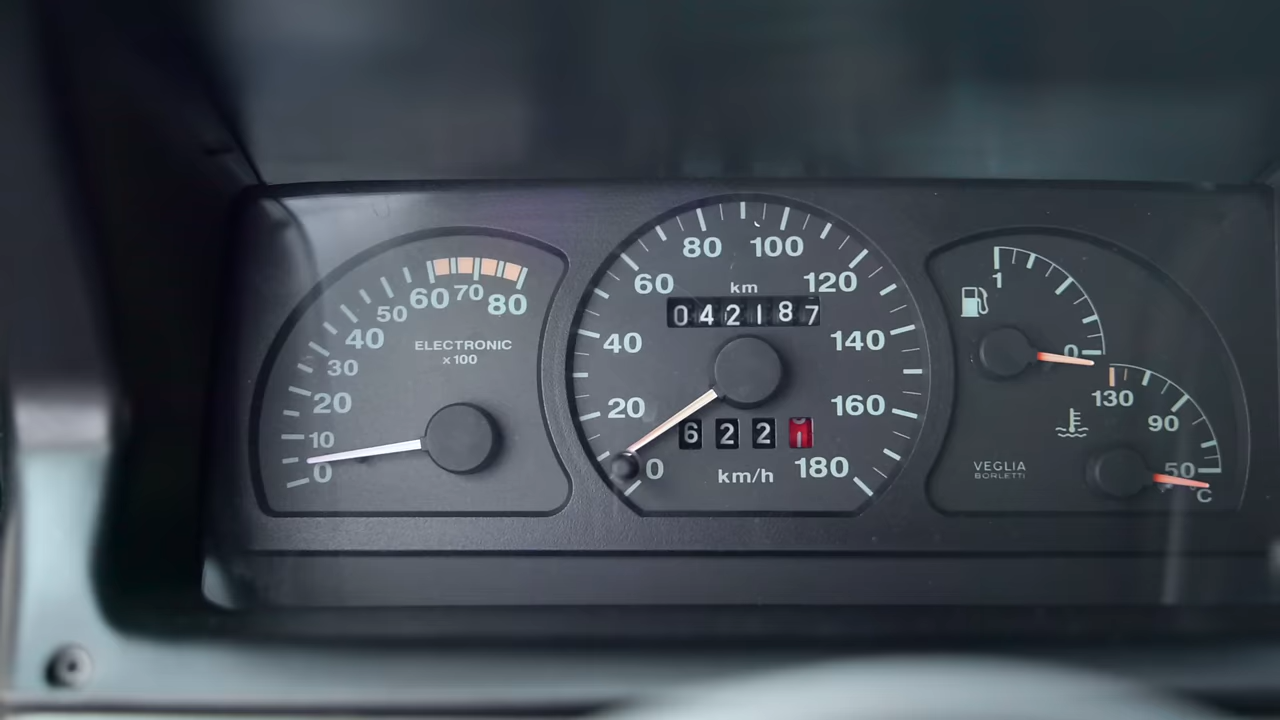 0 10 20 30 40 50 60 70 80
ELECTRONIC
x100
0 20 40 60 80 100 120 140 160 180
km
042187
622
km/h
1
0
130
90
50
C
VEGLIA
BORLETTI